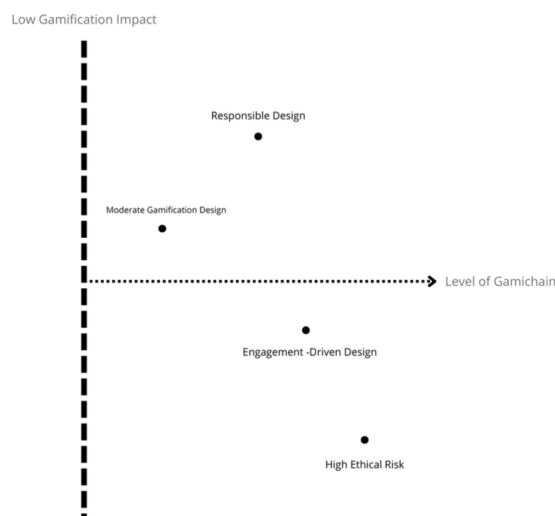 Low Gamification Impact
Responsible Design
Moderate Gamification Design
Level of Gamichain
Engagement -Driven Design
High Ethical Risk